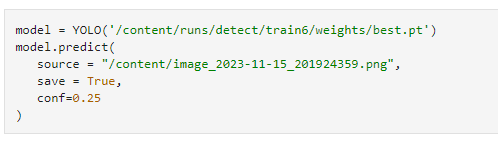 model = YOLO('/content/runs/detect/train6/weights/best.pt')
model.predict(
   source = "/content/image_2023-11-15_201924359.png",
   save = True,
   conf=0.25
)